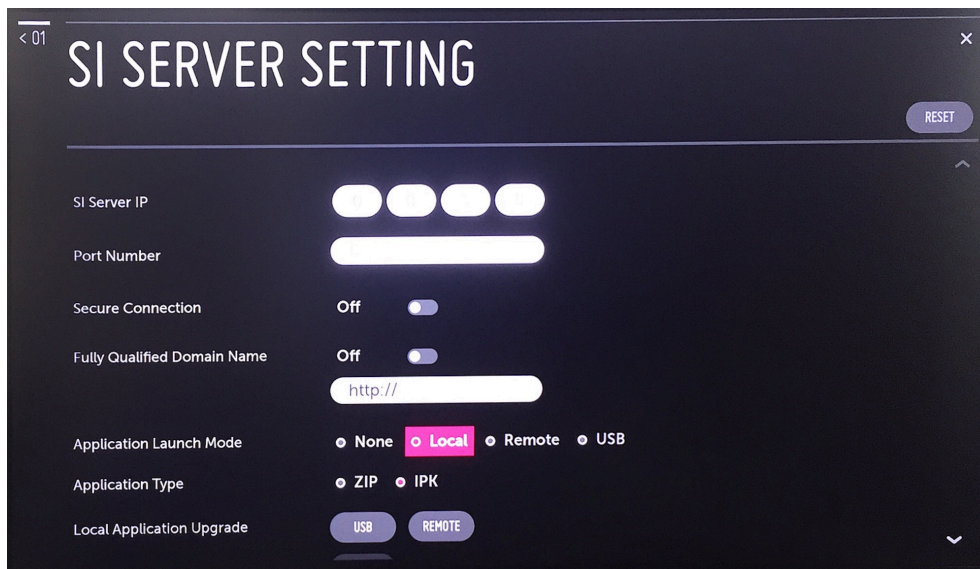 < 01
SI SERVER SETTING
RESET
SI Server IP
Port Number
Secure Connection Off
Fully Qualified Domain Name Off
http://
Application Launch Mode None Local Remote USB
Application Type ZIP IPK
Local Application Upgrade USB REMOTE